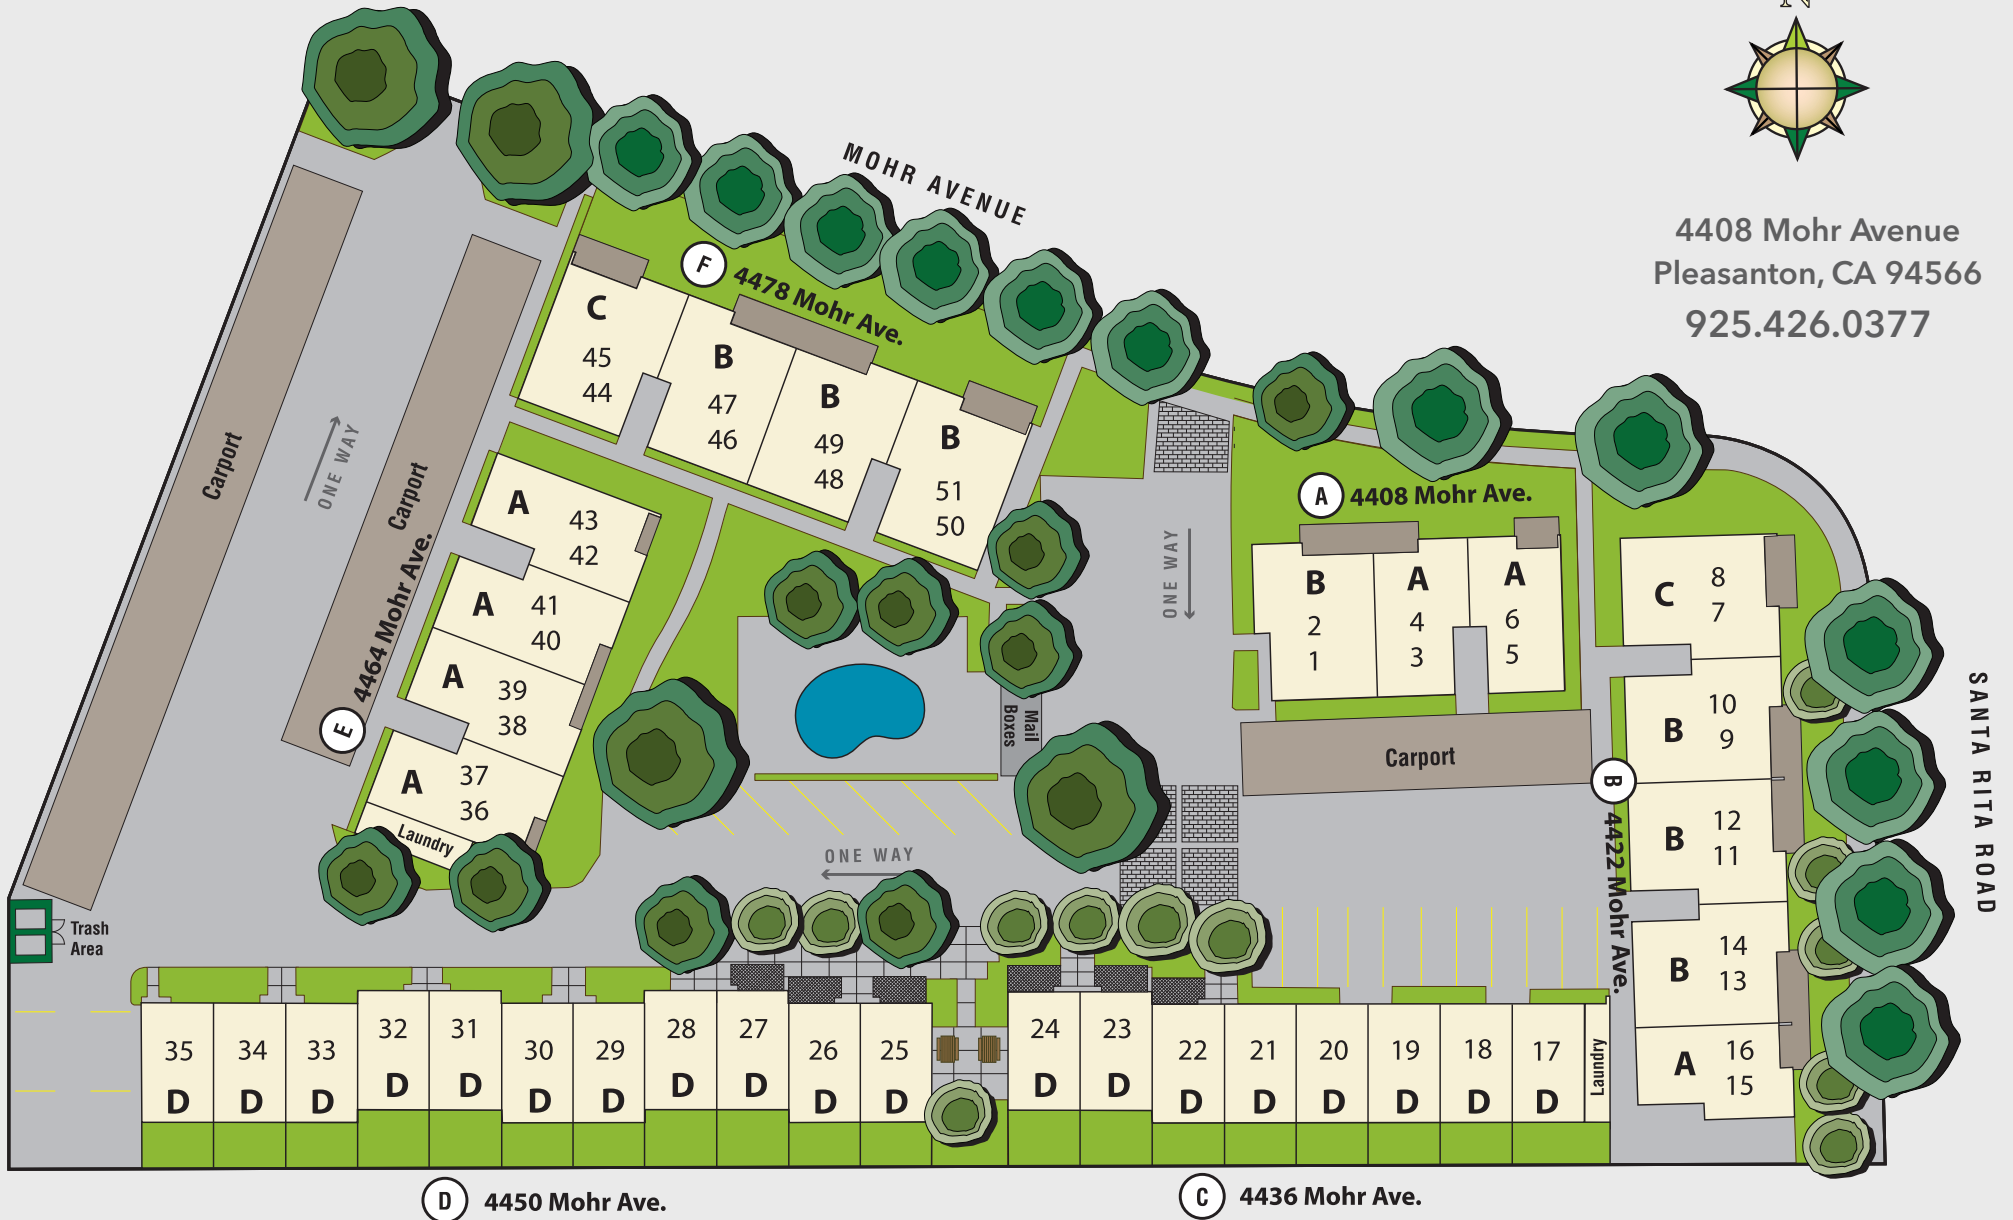 N
4408 Mohr Avenue
Pleasanton, CA 94566
925.426.0377
MOHR AVENUE
SANTA RITA ROAD
F
4478 Mohr Ave.
C
45
44
B
47
46
B
49
48
B
51
50
Carport
ONE WAY
Carport
E
4464 Mohr Ave.
A
43
42
A
41
40
A
39
38
A
37
36
Laundry
Mail
Boxes
ONE WAY
ONE WAY
A
4408 Mohr Ave.
B
2
1
A
4
3
A
6
5
Carport
B
4422 Mohr Ave.
C
8
7
B
10
9
B
12
11
B
14
13
A
16
15
Trash
Area
35
D
34
D
33
D
32
D
31
D
30
D
29
D
28
D
27
D
26
D
25
D
24
D
23
D
22
D
21
D
20
D
19
D
18
D
17
D
Laundry
D
4450 Mohr Ave.
C
4436 Mohr Ave.